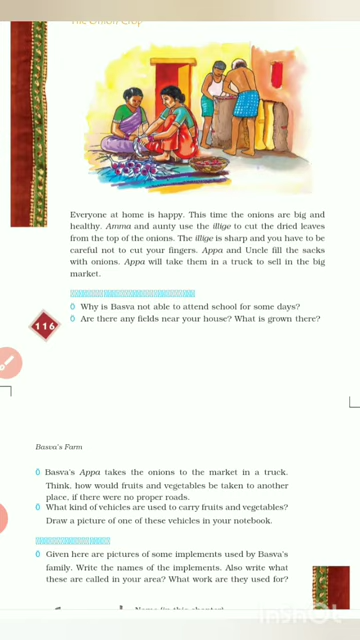 The Onion Crop
Everyone at home is happy. This time the onions are big and
healthy. Amma and aunty use the illige to cut the dried leaves
from the top of the onions. The illige is sharp and you have to be
careful not to cut your fingers. Appa and Uncle fill the sacks
with onions. Appa will take them in a truck to sell in the big
market.
Why is Basva not able to attend school for some days?
Are there any fields near your house? What is grown there?
116
Basva's Farm
Basva's Appa takes the onions to the market in a truck.
Think, how would fruits and vegetables be taken to another
place, if there were no proper roads.
What kind of vehicles are used to carry fruits and vegetables?
Draw a picture of one of these vehicles in your notebook.
Given here are pictures of some implements used by Basva's
family. Write the names of the implements. Also write what
these are called in your area? What work are they used for?
Name (in this chapter)
InShOt